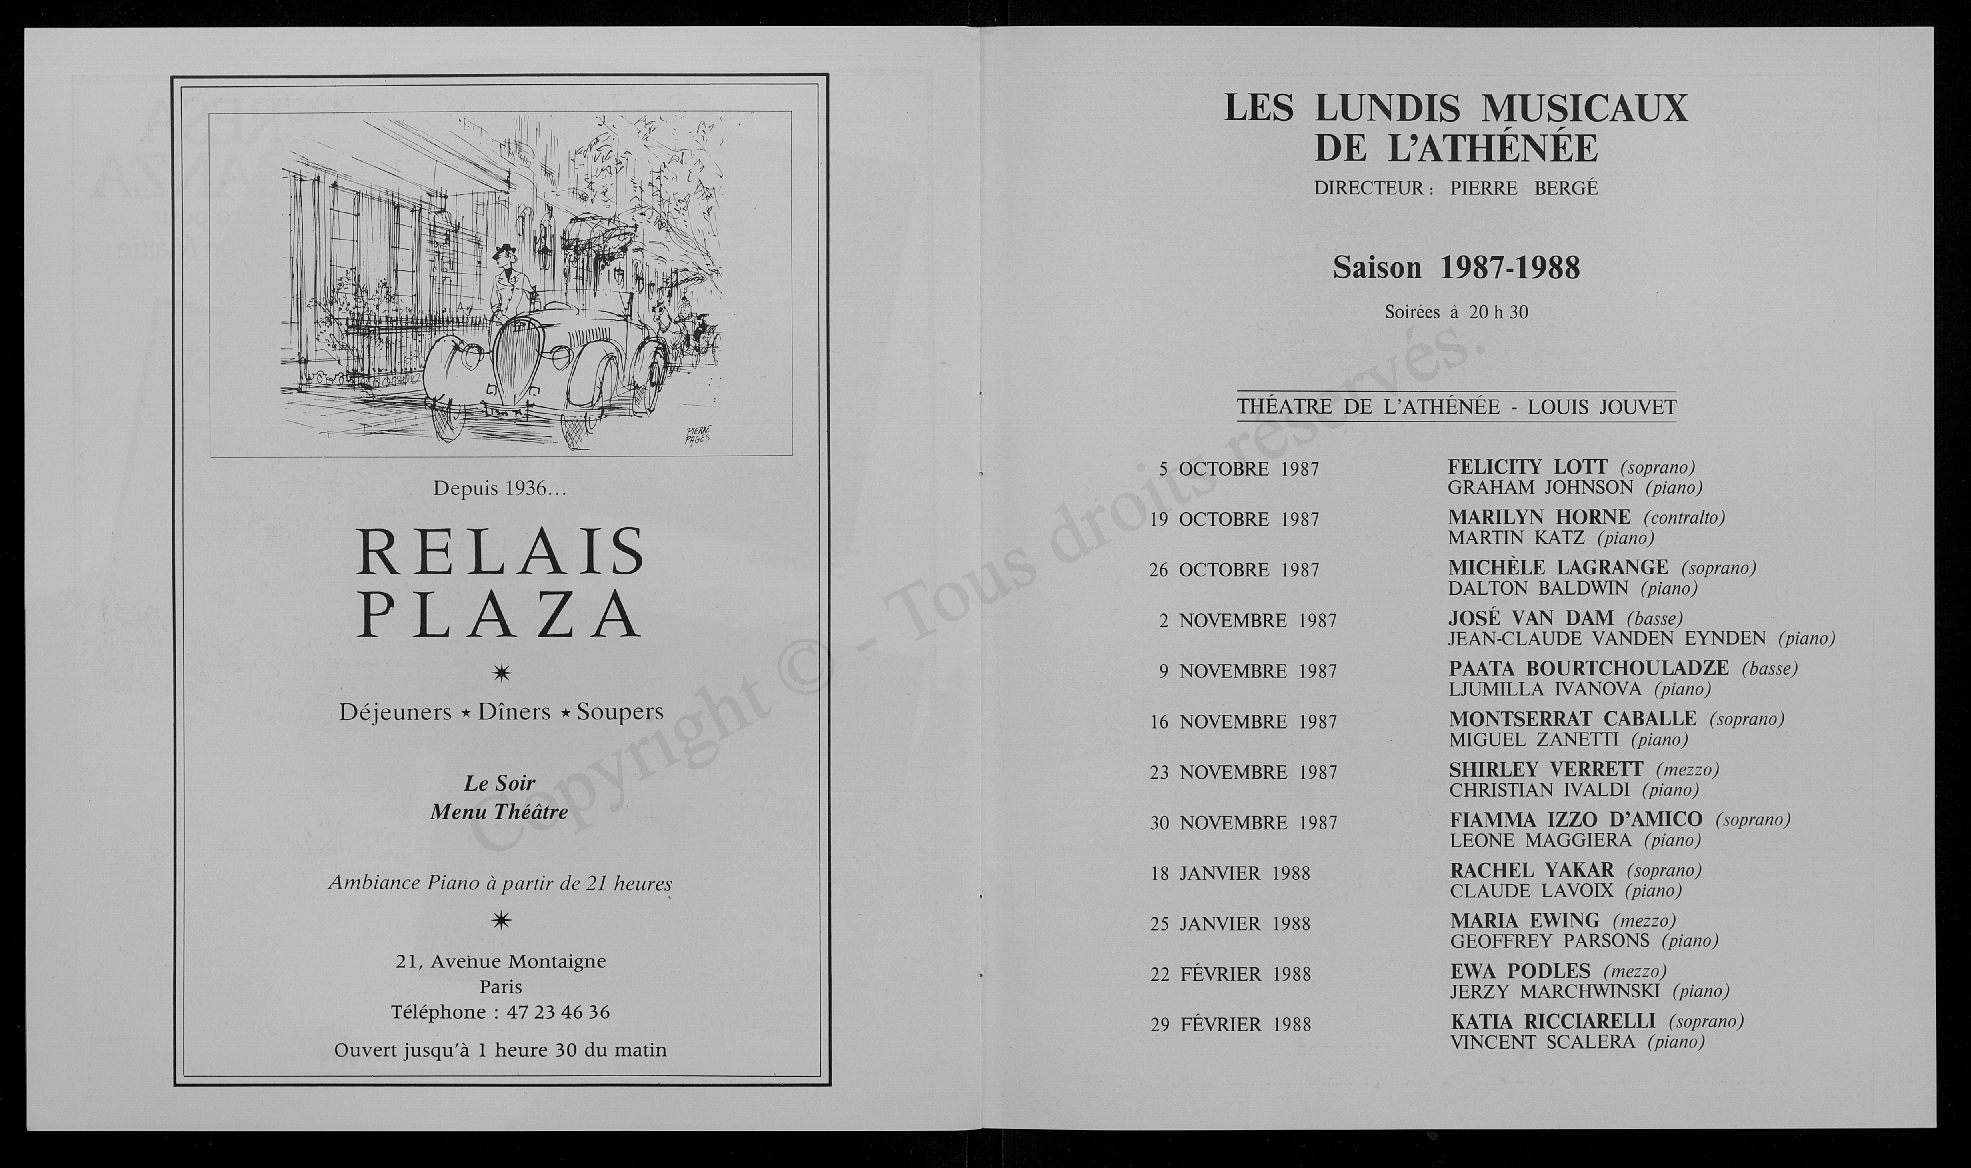 PIERRE
PAGÈS
Depuis 1936...
RELAIS
PLAZA
Déjeuners ★ Dîners ★ Soupers
Le Soir
Menu Théâtre
Ambiance Piano à partir de 21 heures
21, Avenue Montaigne
Paris
Téléphone : 47 23 46 36
Ouvert jusqu'à 1 heure 30 du matin
LES LUNDIS MUSICAUX
DE L'ATHÉNÉE
DIRECTEUR : PIERRE BERGÉ
Saison 1987-1988
Soirées à 20 h 30
THÉATRE DE L'ATHÉNÉE - LOUIS JOUVET
5 OCTOBRE 1987 FELICITY LOTT (soprano)
GRAHAM JOHNSON (piano)
19 OCTOBRE 1987 MARILYN HORNE (contralto)
MARTIN KATZ (piano)
26 OCTOBRE 1987 MICHÈLE LAGRANGE (soprano)
DALTON BALDWIN (piano)
2 NOVEMBRE 1987 JOSÉ VAN DAM (basse)
JEAN-CLAUDE VANDEN EYNDEN (piano)
9 NOVEMBRE 1987 PAATA BOURTCHOULADZE (basse)
LJUMILLA IVANOVA (piano)
16 NOVEMBRE 1987 MONTSERRAT CABALLE (soprano)
MIGUEL ZANETTI (piano)
23 NOVEMBRE 1987 SHIRLEY VERRETT (mezzo)
CHRISTIAN IVALDI (piano)
30 NOVEMBRE 1987 FIAMMA IZZO D'AMICO (soprano)
LEONE MAGGIERA (piano)
18 JANVIER 1988 RACHEL YAKAR (soprano)
CLAUDE LAVOIX (piano)
25 JANVIER 1988 MARIA EWING (mezzo)
GEOFFREY PARSONS (piano)
22 FÉVRIER 1988 EWA PODLES (mezzo)
JERZY MARCHWINSKI (piano)
29 FÉVRIER 1988 KATIA RICCIARELLI (soprano)
VINCENT SCALERA (piano)
Copyright © - Tous droits réservés.